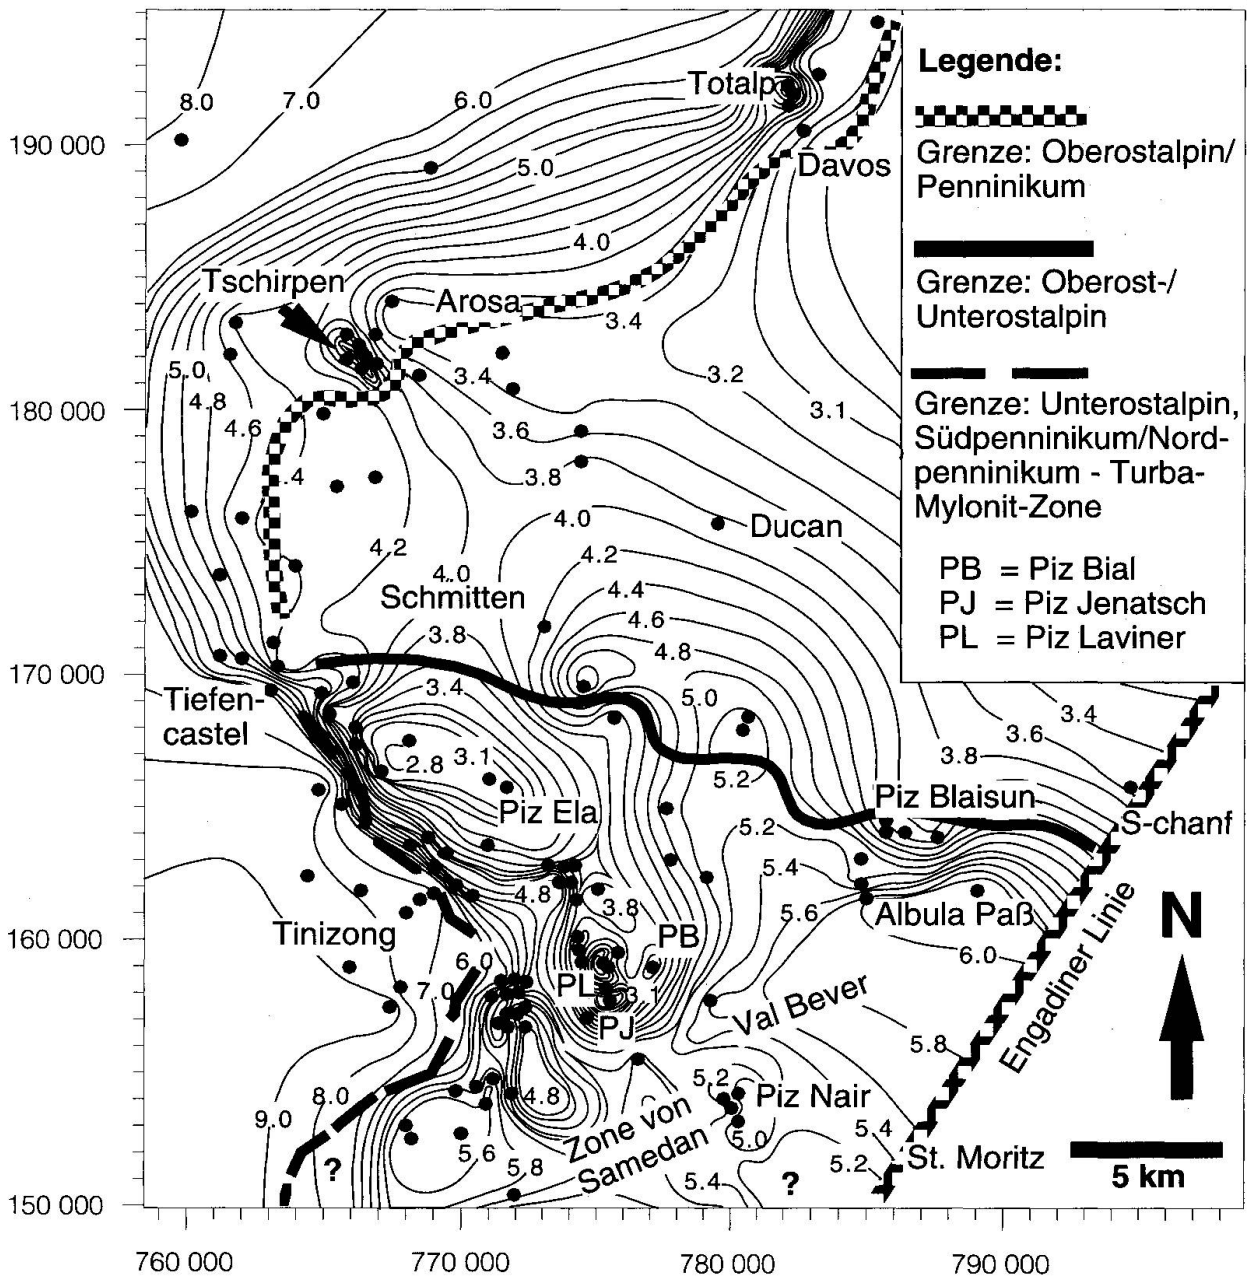 8.0
7.0
6.0
Totalp
190 000
5.0
Davos
4.0
Tschirpen
Arosa
3.4
5.0
3.4
3.2
4.8
3.1
180 000
4.6
3.6
.4
3.8
4.0
Ducan
4.2
4.2
4.0
4.4
Schmitten
4.6
3.8
4.8
170 000
3.4
5.0
3.4
Tiefen-
castel
3.6
3.1
3.8
2.8
5.2
Piz Ela
Piz Blaisun
5.2
S-chanf
5.4
4.8
3.8
5.6
Albula Paß
Tinizong
PB
160 000
6.0
6.0
7.0
PL
3.1
PJ
Val Bever
5.8
Engadiner Linie
N
5.2
Piz Nair
4.8
8.0
9.0
Zone von
Samedan
5.0
5.4
5.6
5.8
5.2
St. Moritz
5.4
?
?
5 km
150 000
760 000
770 000
780 000
790 000
Legende:
Grenze: Oberostalpin/
Penninikum
Grenze: Oberost-/
Unterostalpin
Grenze: Unterostalpin,
Südpenninikum/Nord-
penninikum - Turba-
Mylonit-Zone
PB = Piz Bial
PJ = Piz Jenatsch
PL = Piz Laviner